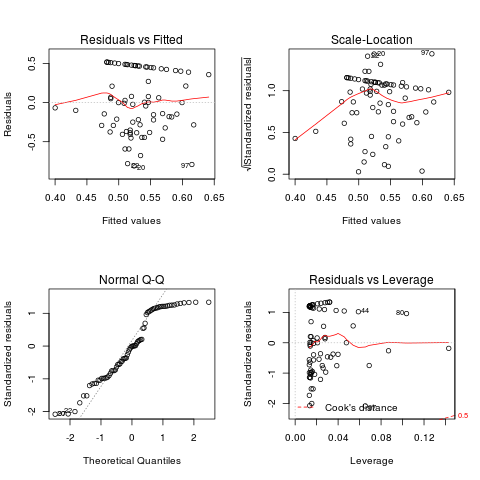 Residuals vs Fitted
Residuals
0.5
0.0
-0.5
20
97
0.40 0.45 0.50 0.55 0.60 0.65
Fitted values
Scale-Location
√|Standardized residuals|
1.0
0.5
0.0
20
97
0.40 0.45 0.50 0.55 0.60 0.65
Fitted values
Normal Q-Q
Standardized residuals
1
0
-1
-2
-2 -1 0 1 2
Theoretical Quantiles
Residuals vs Leverage
Standardized residuals
1
0
-1
-2
44
80
Cook's distance
0.5
0.00 0.04 0.08 0.12
Leverage